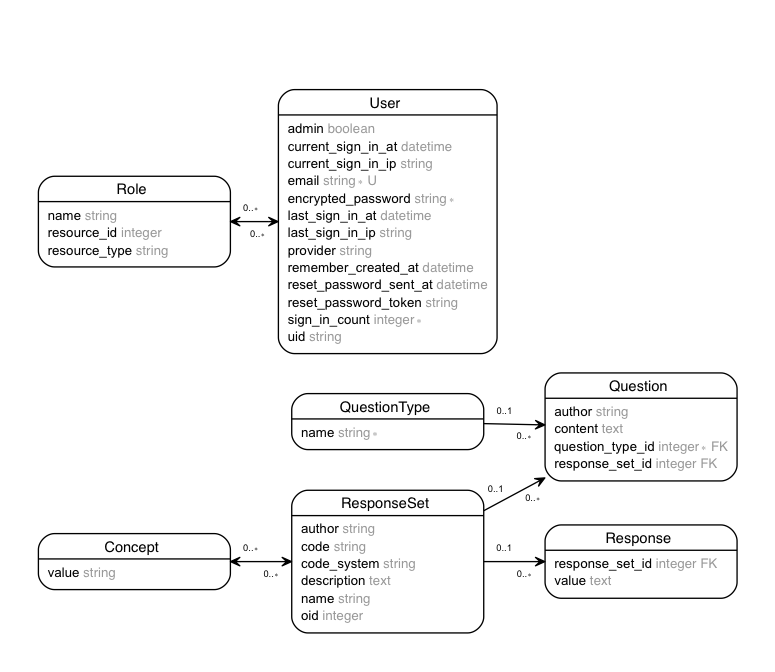 User
admin boolean
current_sign_in_at datetime
current_sign_in_ip string
email string * U
encrypted_password string *
last_sign_in_at datetime
last_sign_in_ip string
provider string
remember_created_at datetime
reset_password_sent_at datetime
reset_password_token string
sign_in_count integer *
uid string
Role
name string
resource_id integer
resource_type string
0..*
0..*
Question
author string
content text
question_type_id integer * FK
response_set_id integer FK
QuestionType
name string *
0..1
0..*
ResponseSet
author string
code string
code_system string
description text
name string
oid integer
0..1
0..*
Concept
value string
0..*
0..*
Response
response_set_id integer FK
value text
0..1
0..*